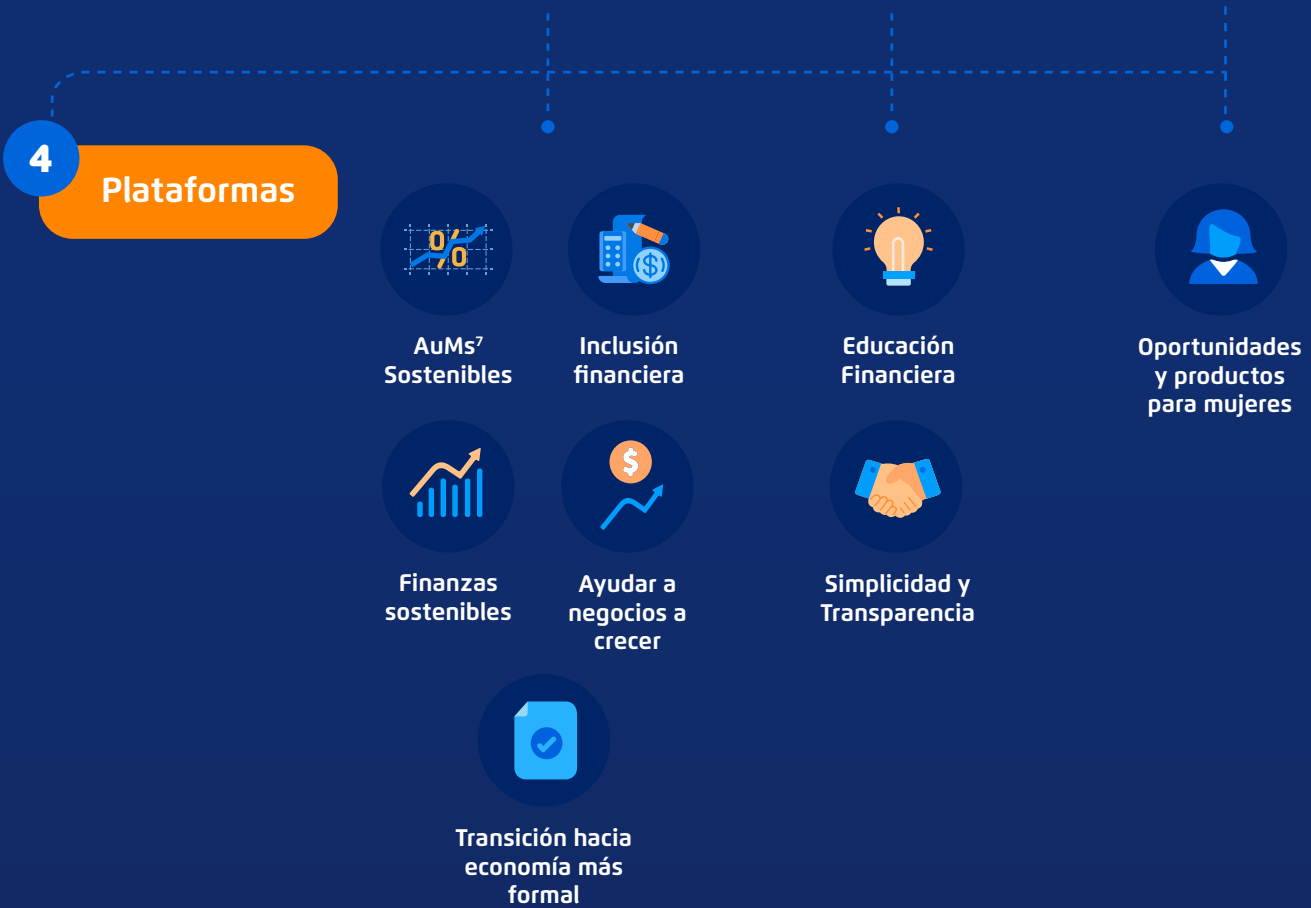 4
Plataformas
AuMs⁷
Sostenibles
Inclusión
financiera
Educación
Financiera
Oportunidades
y productos
para mujeres
Finanzas
sostenibles
Ayudar a
negocios a
crecer
Simplicidad y
Transparencia
Transición hacia
economía más
formal